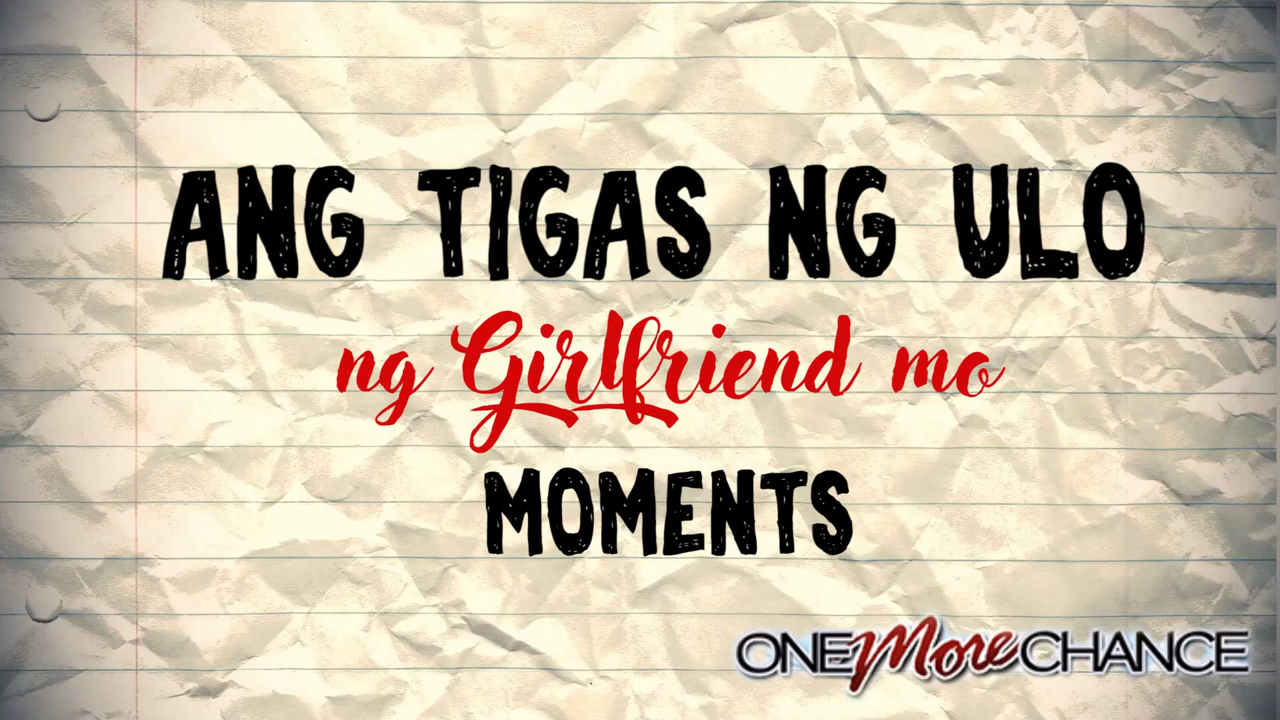 ANG TIGAS NG ULO
ng Girlfriend mo
MOMENTS
ONE More CHANCE